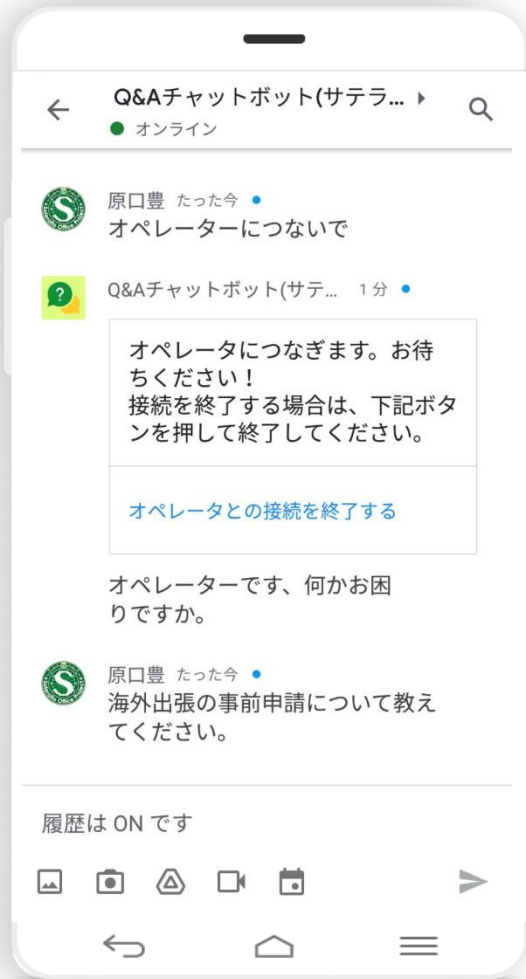 Q&Aチャットボット(サテラ...
オンライン
原口豊 たった今
オペレーターにつないで
Q&Aチャットボット(サテ... 1 分
オペレータにつなぎます。お待
ちください！
接続を終了する場合は、下記ボタ
ンを押して終了してください。
オペレータとの接続を終了する
オペレーターです、何かお困
りですか。
原口豊 たった今
海外出張の事前申請について教え
てください。
履歴は ON です